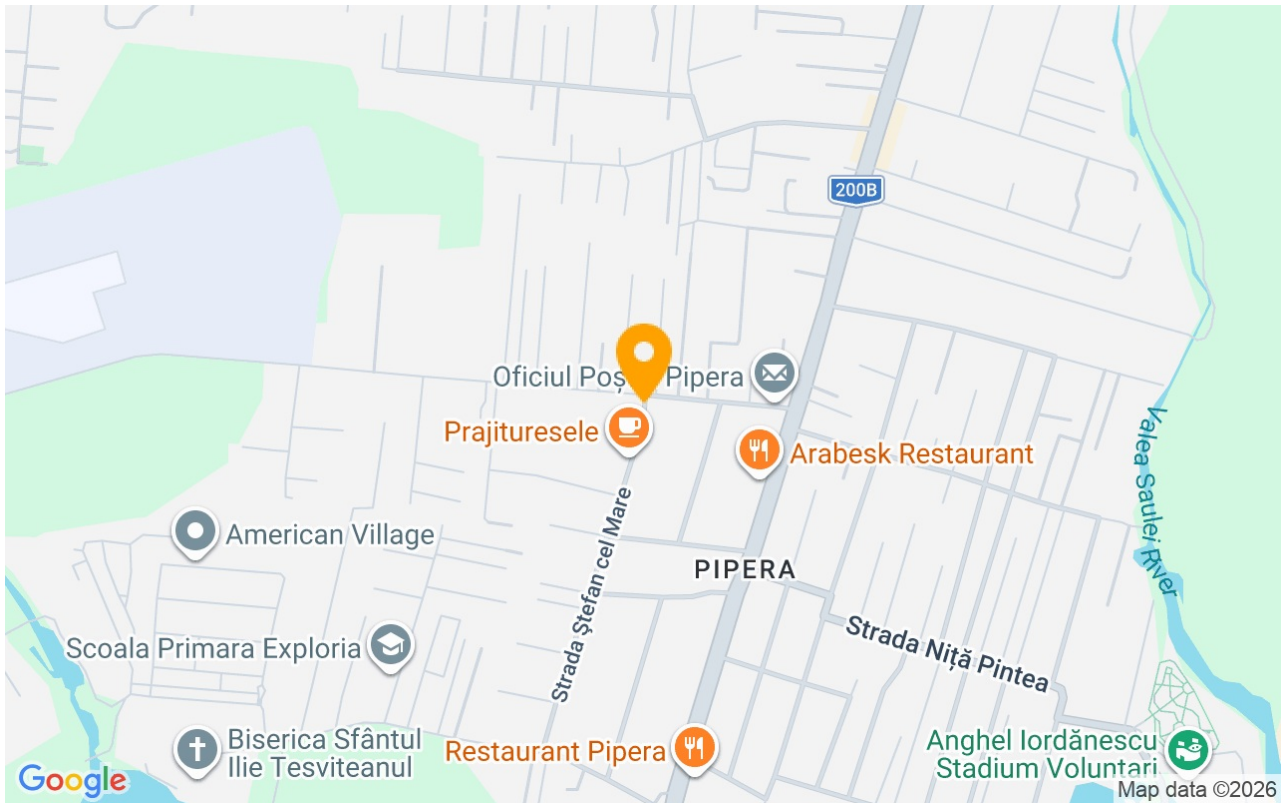 200B
Oficiul Poș Pipera
Prajituresele
Arabesk Restaurant
Valea Saulei River
American Village
PIPERA
Strada Ștefan cel Mare
Scoala Primara Exploria
Strada Niță Pintea
Biserica Sfântul
Ilie Tesviteanul
Restaurant Pipera
Anghel Iordănescu
Stadium Voluntari
Google
Map data ©2026